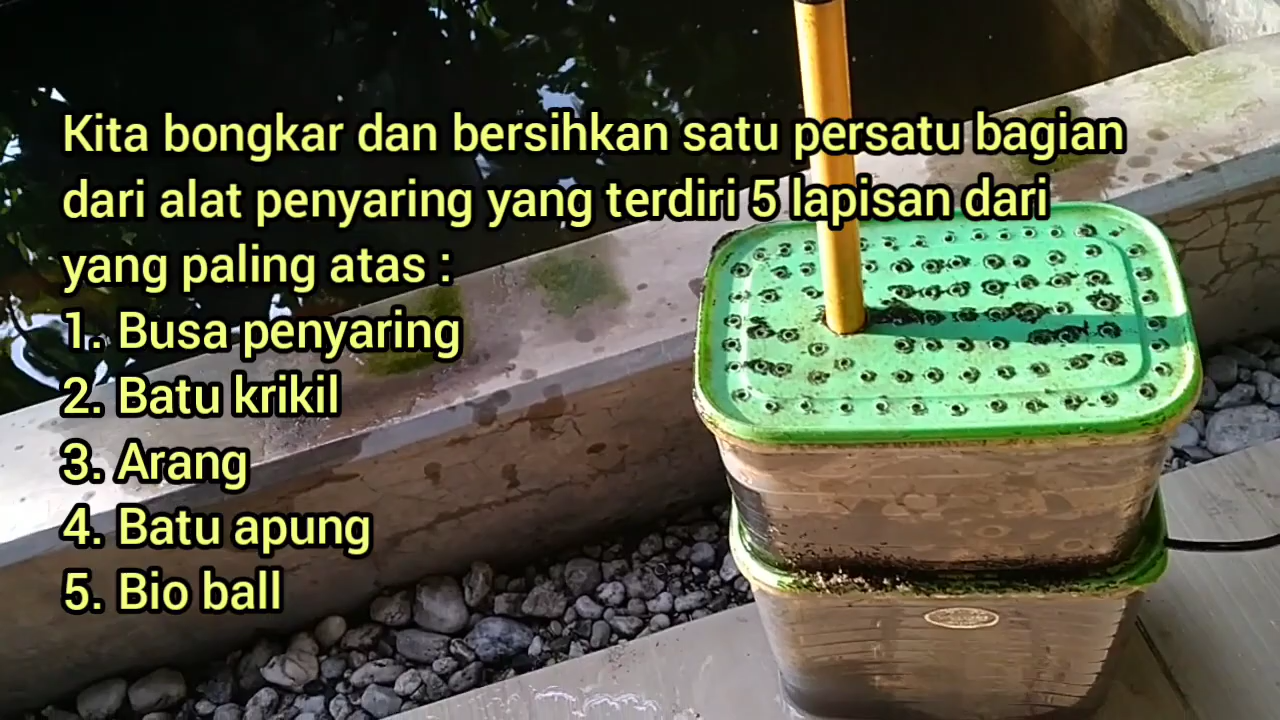 Kita bongkar dan bersihkan satu persatu bagian
dari alat penyaring yang terdiri 5 lapisan dari
yang paling atas :
1. Busa penyaring
2. Batu krikil
3. Arang
4. Batu apung
5. Bio ball